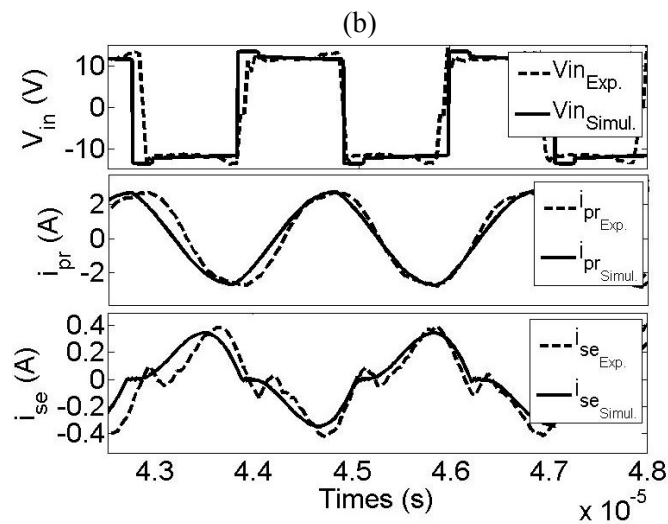 (b)
10
0
-10
V_in (V)
Vin_Exp.
Vin_Simul.
2
0
-2
i_pr (A)
i_pr_Exp.
i_pr_Simul.
0.4
0.2
0
-0.2
-0.4
i_se (A)
i_se_Exp.
i_se_Simul.
4.3 4.4 4.5 4.6 4.7 4.8
Times (s)
x 10^-5